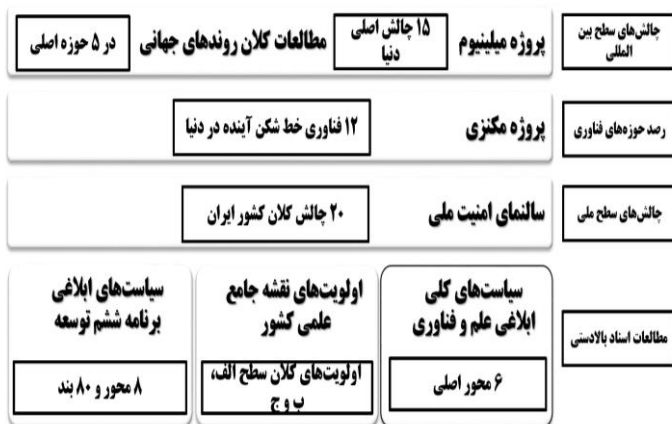 چالش‌های سطح بین
المللی
پروژه میلینیوم
۱۵ چالش اصلی
دنیا
مطالعات کلان روندهای جهانی
در ۵ حوزه اصلی
رصد حوزه‌های فناوری
پروژه مکنزی
۱۲ فناوری خط شکن آینده در دنیا
چالش‌های سطح ملی
سالنمای امنیت ملی
۲۰ چالش کلان کشور ایران
مطالعات اسناد بالادستی
سیاست‌های کلی
ابلاغی علم و فناوری
۶ محور اصلی
اولویت‌های نقشه جامع
علمی کشور
اولویت‌های کلان سطح الف،
ب و ج
سیاست‌های ابلاغی
برنامه ششم توسعه
۸ محور و ۸۰ بند